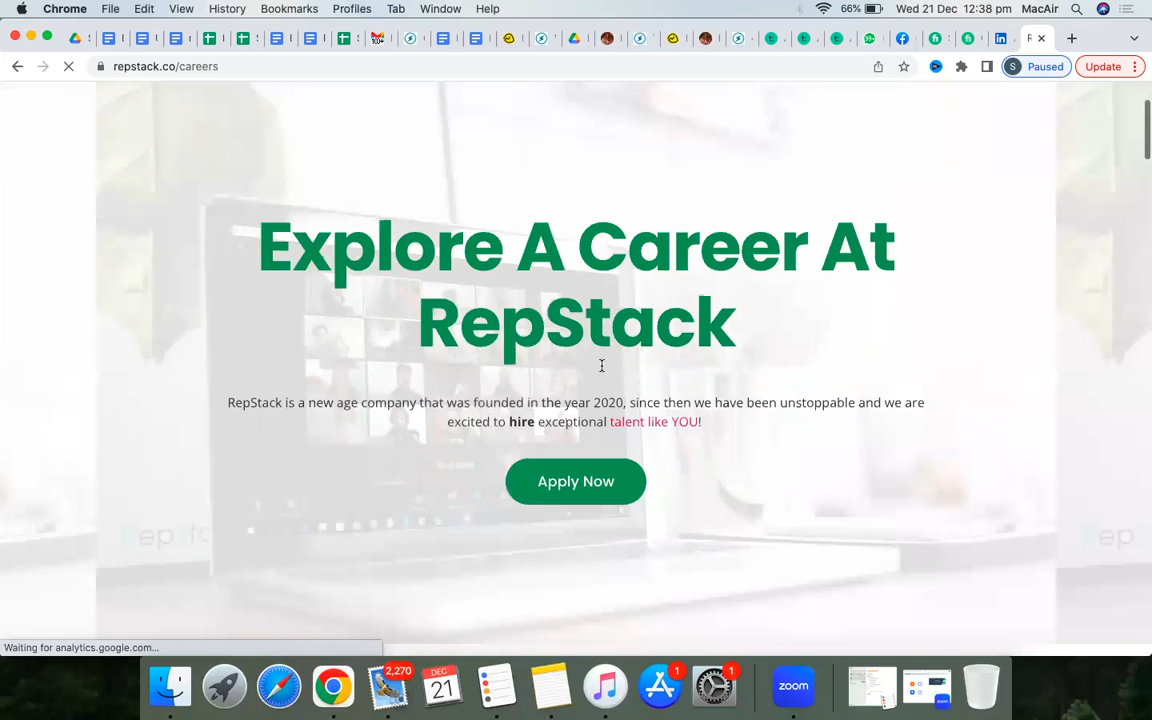 Chrome File Edit View History Bookmarks Profiles Tab Window Help 66% Wed 21 Dec 12:38 pm MacAir
repstack.co/careers S Paused Update
Explore A Career At
RepStack
RepStack is a new age company that was founded in the year 2020, since then we have been unstoppable and we are
excited to hire exceptional talent like YOU!
Apply Now
Waiting for analytics.google.com...
2,270
DEC
21
1
1
zoom